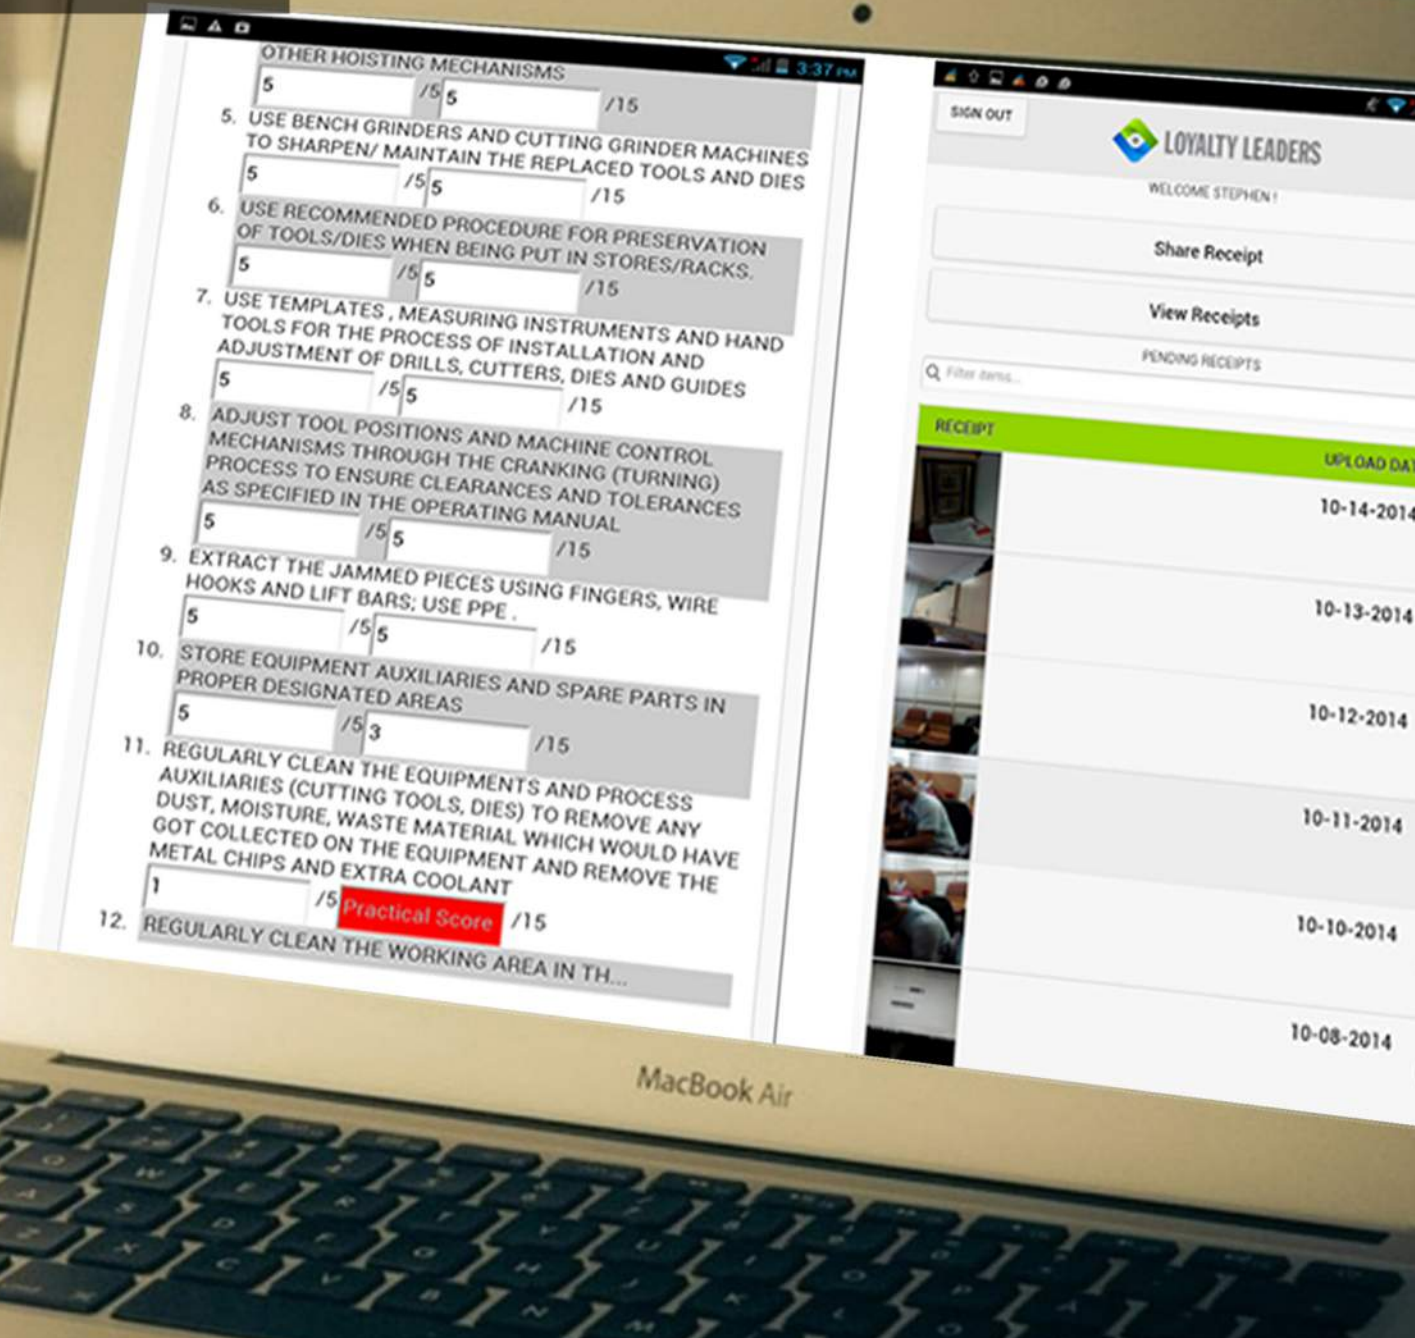 3:37 PM
OTHER HOISTING MECHANISMS
5 /5 5 /15
5. USE BENCH GRINDERS AND CUTTING GRINDER MACHINES
TO SHARPEN/ MAINTAIN THE REPLACED TOOLS AND DIES
5 /5 5 /15
6. USE RECOMMENDED PROCEDURE FOR PRESERVATION
OF TOOLS/DIES WHEN BEING PUT IN STORES/RACKS.
5 /5 5 /15
7. USE TEMPLATES , MEASURING INSTRUMENTS AND HAND
TOOLS FOR THE PROCESS OF INSTALLATION AND
ADJUSTMENT OF DRILLS, CUTTERS, DIES AND GUIDES
5 /5 5 /15
8. ADJUST TOOL POSITIONS AND MACHINE CONTROL
MECHANISMS THROUGH THE CRANKING (TURNING)
PROCESS TO ENSURE CLEARANCES AND TOLERANCES
AS SPECIFIED IN THE OPERATING MANUAL
5 /5 5 /15
9. EXTRACT THE JAMMED PIECES USING FINGERS, WIRE
HOOKS AND LIFT BARS; USE PPE .
5 /5 5 /15
10. STORE EQUIPMENT AUXILIARIES AND SPARE PARTS IN
PROPER DESIGNATED AREAS
5 /5 3 /15
11. REGULARLY CLEAN THE EQUIPMENTS AND PROCESS
AUXILIARIES (CUTTING TOOLS, DIES) TO REMOVE ANY
DUST, MOISTURE, WASTE MATERIAL WHICH WOULD HAVE
GOT COLLECTED ON THE EQUIPMENT AND REMOVE THE
METAL CHIPS AND EXTRA COOLANT
1 /5 Practical Score /15
12. REGULARLY CLEAN THE WORKING AREA IN TH...
SIGN OUT
LOYALTY LEADERS
WELCOME STEPHEN !
Share Receipt
View Receipts
PENDING RECEIPTS
Filter items...
RECEIPT UPLOAD DAT
10-14-2014
10-13-2014
10-12-2014
10-11-2014
10-10-2014
10-08-2014
MacBook Air